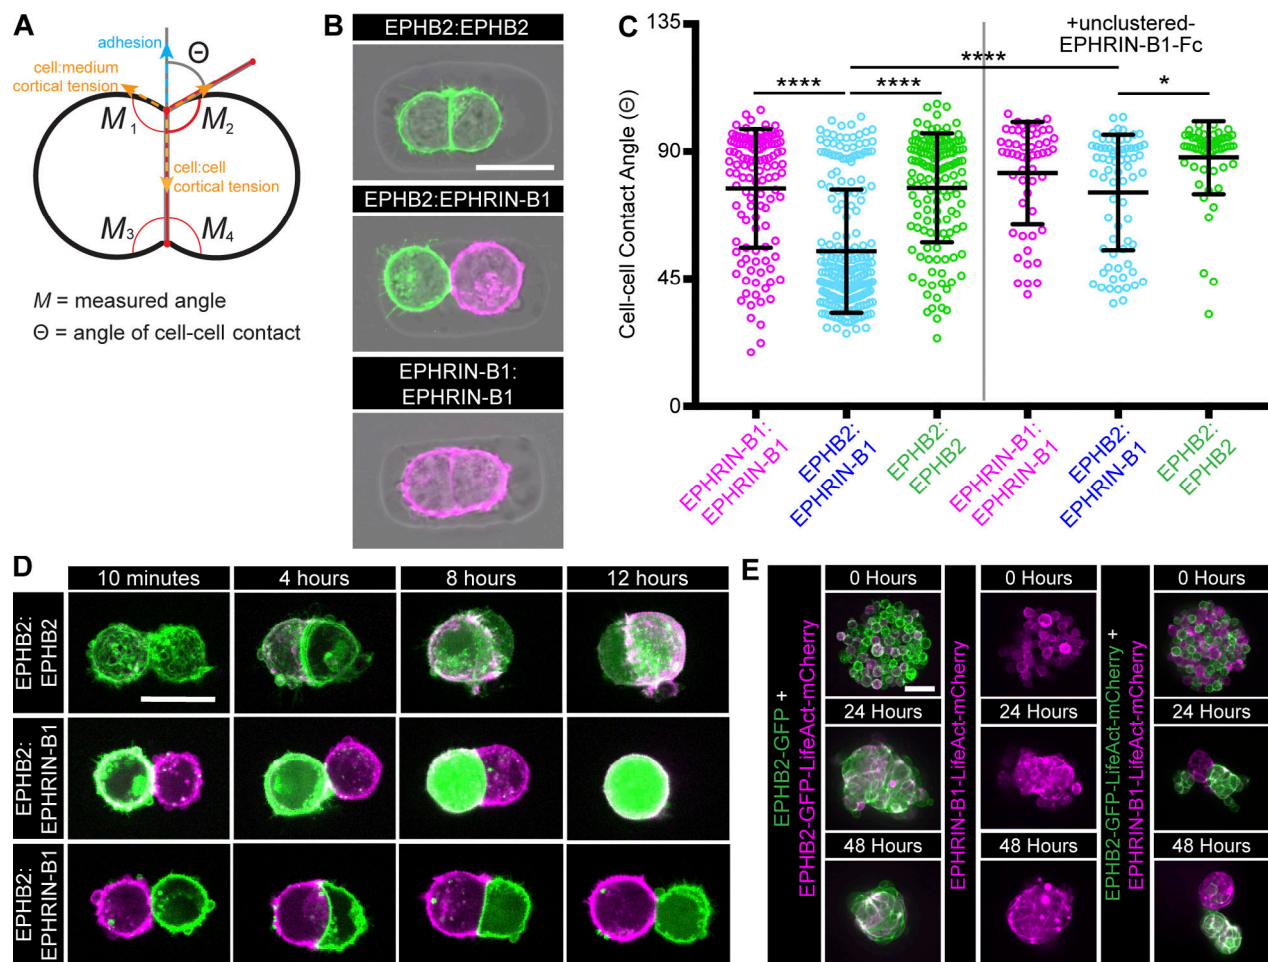 A
adhesion
Θ
cell:medium
cortical tension
M1
M2
cell:cell
cortical tension
M3
M4
M = measured angle
Θ = angle of cell-cell contact
B
EPHB2:EPHB2
EPHB2:EPHRIN-B1
EPHRIN-B1:
EPHRIN-B1
C
+unclustered-
EPHRIN-B1-Fc
****
****
****
*
Cell-cell Contact Angle (Θ)
135
90
45
0
EPHRIN-B1:
EPHRIN-B1
EPHB2:
EPHRIN-B1
EPHB2:
EPHB2
EPHRIN-B1:
EPHRIN-B1
EPHB2:
EPHRIN-B1
EPHB2:
EPHB2
D
10 minutes
4 hours
8 hours
12 hours
EPHB2:
EPHB2
EPHB2:
EPHRIN-B1
EPHB2:
EPHRIN-B1
E
EPHB2-GFP +
EPHB2-GFP-LifeAct-mCherry
0 Hours
24 Hours
48 Hours
EPHRIN-B1-LifeAct-mCherry
0 Hours
24 Hours
48 Hours
EPHB2-GFP-LifeAct-mCherry +
EPHRIN-B1-LifeAct-mCherry
0 Hours
24 Hours
48 Hours